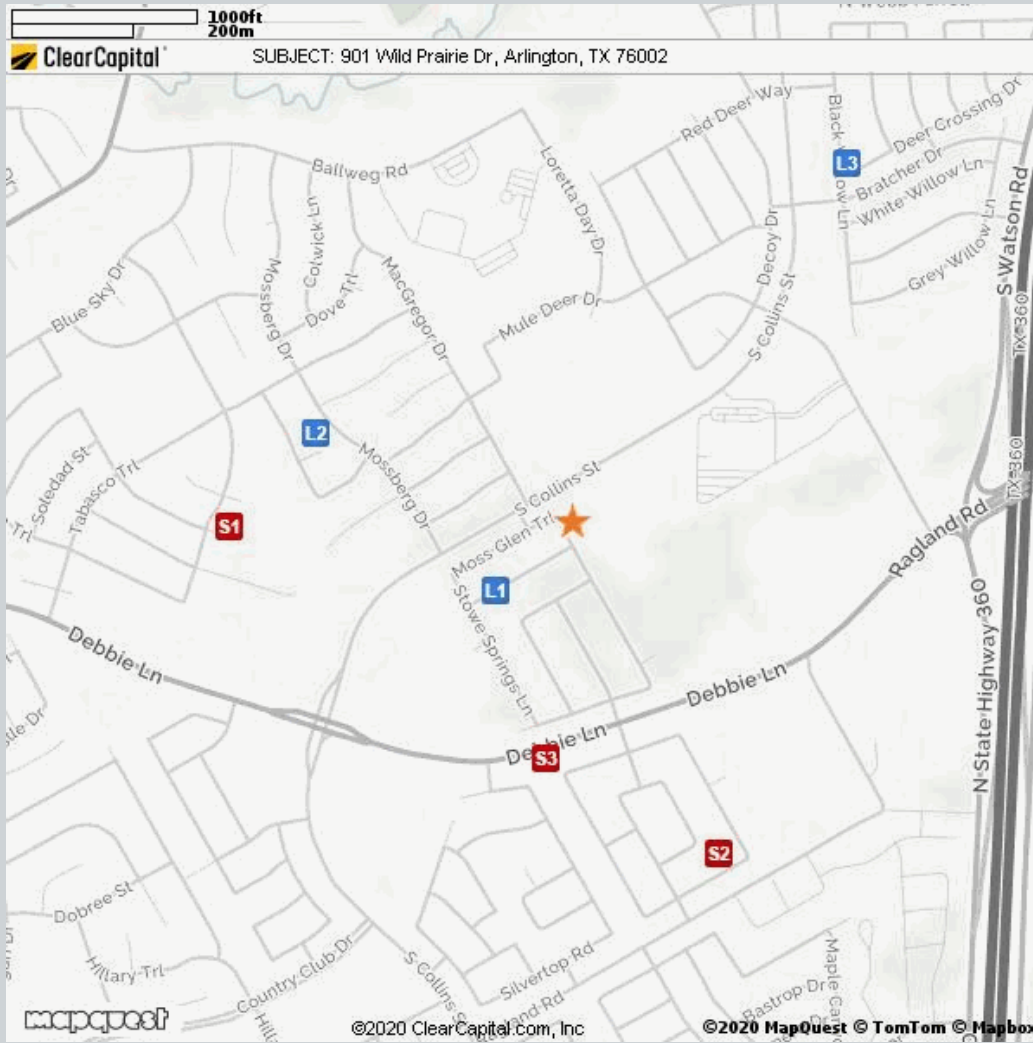 1000ft
200m
ClearCapital
SUBJECT: 901 Wild Prairie Dr, Arlington, TX 76002
Red Deer Way
Deer Crossing Dr
Ballweg Rd
Loretta Day Dr
L3
Bratcher Dr
White Willow Ln
S Watson Rd
Colwick Ln
Decoy Dr
Grey Willow Ln
Blue Sky Dr
Mossberg Dr
Dove Trl
MacGregor Dr
Mule Deer Dr
S Collins St
TX-360
L2
Soledad St
Tabasco Trl
Mossberg Dr
TX-360
S Collins St
S1
Moss Glen Trl
Ragland Rd
L1
Stowe Springs Ln
Debbie Ln
N State Highway 360
Debbie Ln
Debbie Ln
S3
S2
Dobree St
Hillary Trl
Country Club Dr
S Collins S
Silvertop Rd
Bastrop Dr
mapquest
©2020 ClearCapital.com, Inc
©2020 MapQuest © TomTom © Mapbox